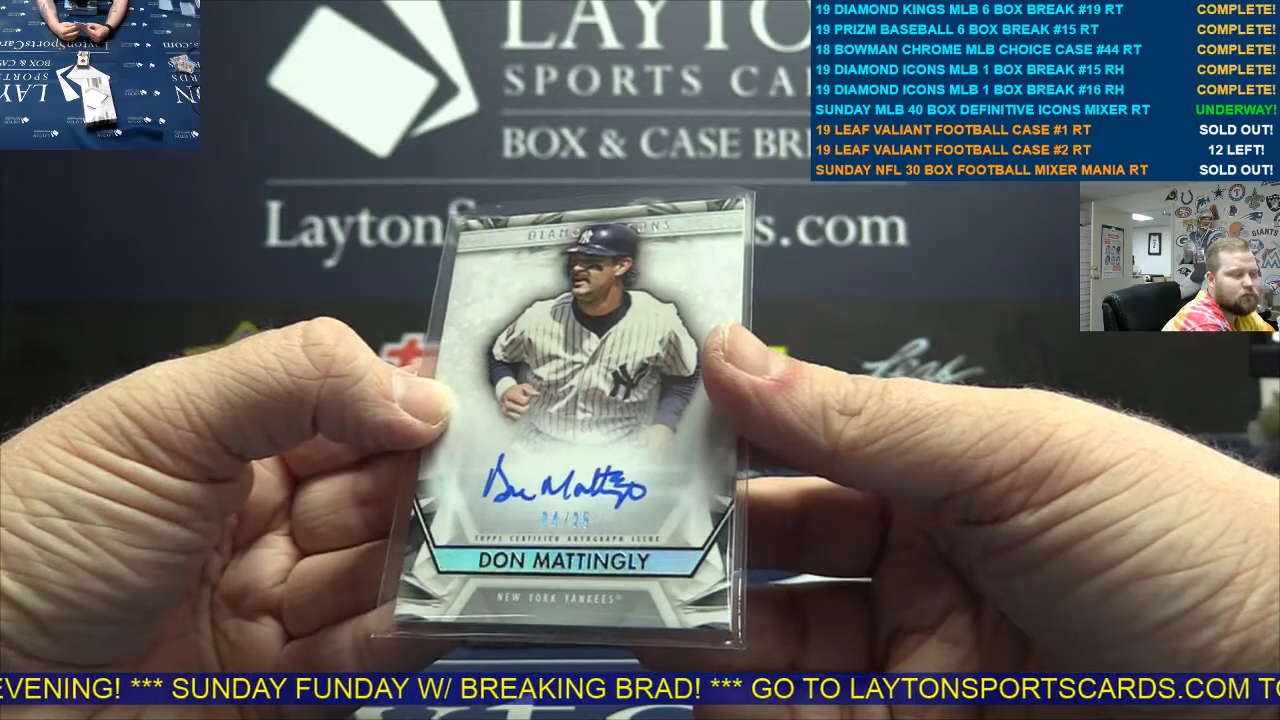 LAYTO
SPORTS CA
BOX & CASE BRE
Layton
s.com
19 DIAMOND KINGS MLB 6 BOX BREAK #19 RT COMPLETE!
19 PRIZM BASEBALL 6 BOX BREAK #15 RT COMPLETE!
18 BOWMAN CHROME MLB CHOICE CASE #44 RT COMPLETE!
19 DIAMOND ICONS MLB 1 BOX BREAK #15 RH COMPLETE!
19 DIAMOND ICONS MLB 1 BOX BREAK #16 RH COMPLETE!
SUNDAY MLB 40 BOX DEFINITIVE ICONS MIXER RT UNDERWAY!
19 LEAF VALIANT FOOTBALL CASE #1 RT SOLD OUT!
19 LEAF VALIANT FOOTBALL CASE #2 RT 12 LEFT!
SUNDAY NFL 30 BOX FOOTBALL MIXER MANIA RT SOLD OUT!
GIANTS
NY
Don Mattingly
TOPPS CERTIFIED AUTOGRAPH ISSUE
DON MATTINGLY
NEW YORK YANKEES
EVENING! *** SUNDAY FUNDAY W/ BREAKING BRAD! *** GO TO LAYTONSPORTSCARDS.COM TO